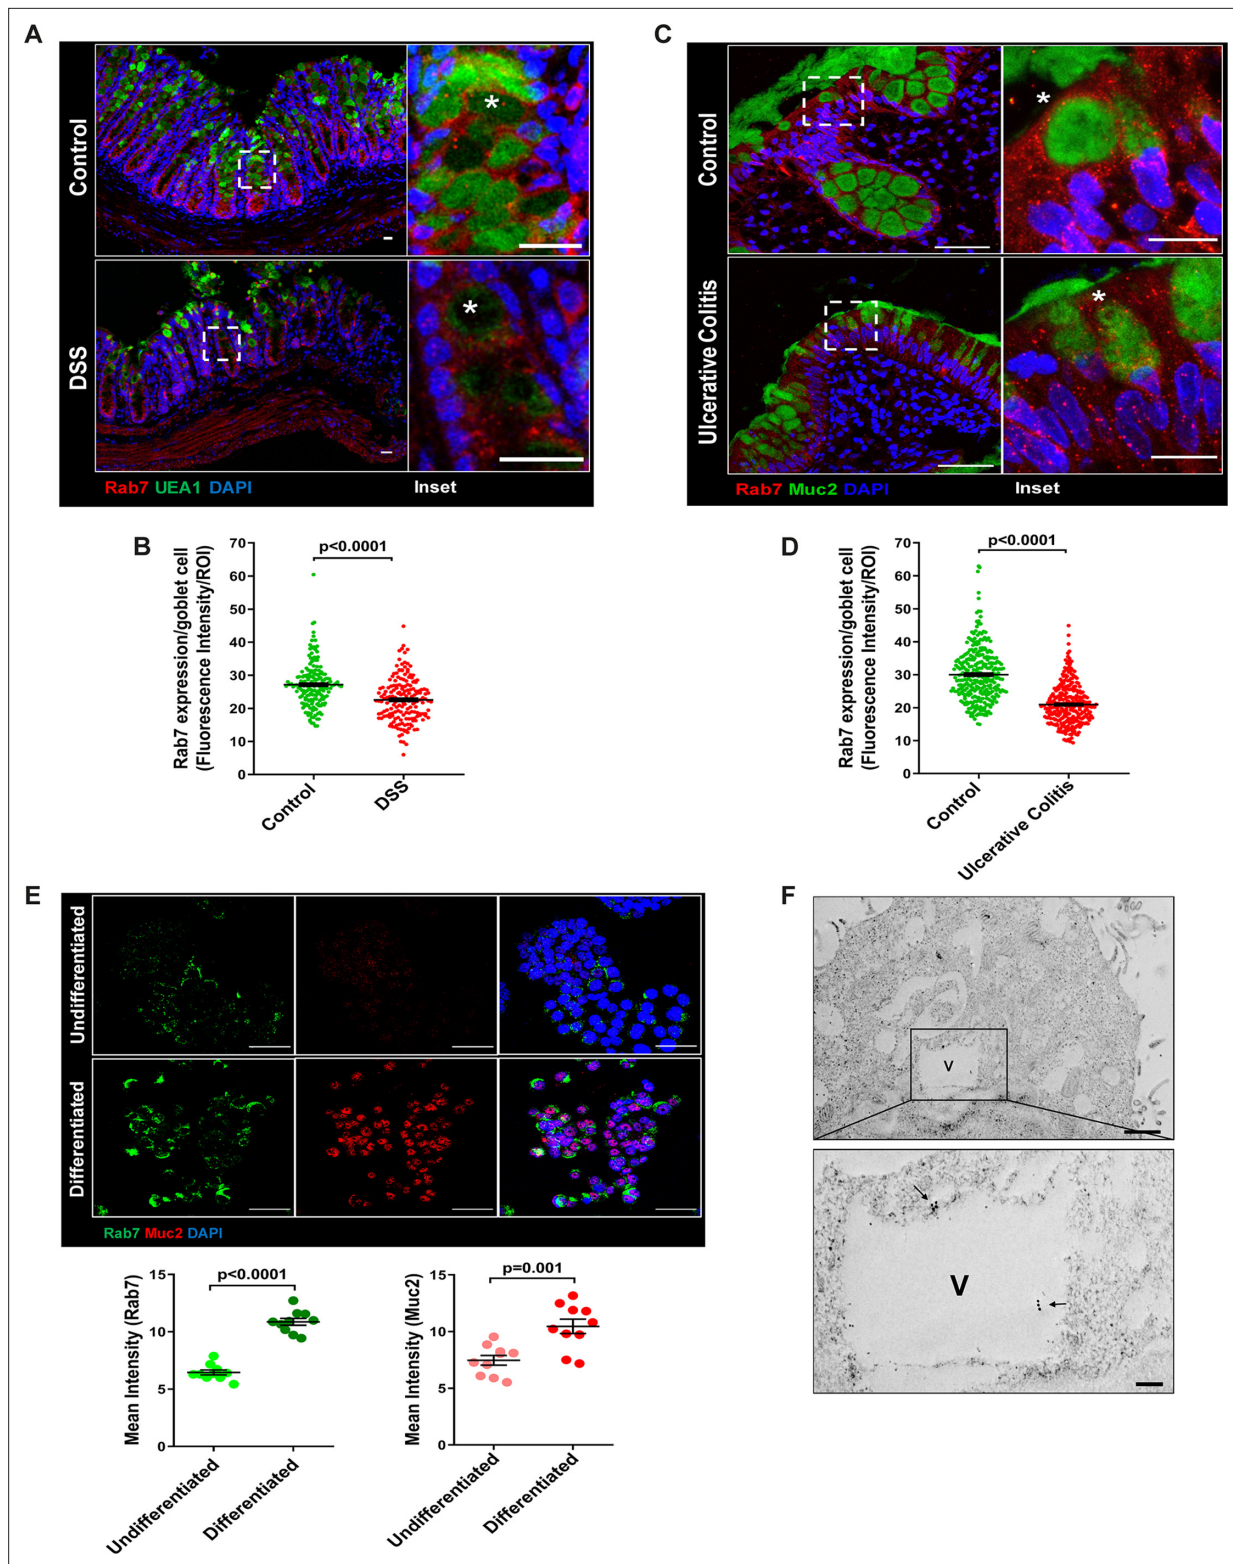 A
Control
*
DSS
*
Rab7 UEA1 DAPI
Inset
B
Rab7 expression/goblet cell
(Fluorescence Intensity/ROI)
70
60
50
40
30
20
10
0
p<0.0001
Control
DSS
C
Control
*
Ulcerative Colitis
*
Rab7 Muc2 DAPI
Inset
D
Rab7 expression/goblet cell
(Fluorescence Intensity/ROI)
70
60
50
40
30
20
10
0
p<0.0001
Control
Ulcerative Colitis
E
Undifferentiated
Differentiated
Rab7 Muc2 DAPI
Mean Intensity (Rab7)
15
10
5
0
p<0.0001
Undifferentiated
Differentiated
Mean Intensity (Muc2)
15
10
5
0
p=0.001
Undifferentiated
Differentiated
F
V
V